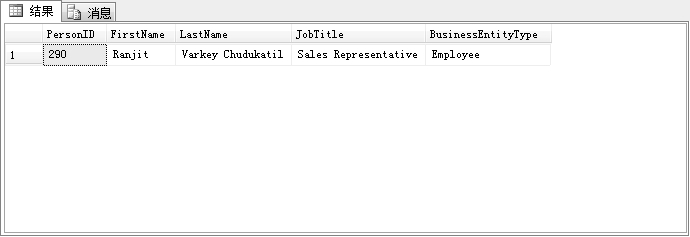 结果 消息
PersonID FirstName LastName JobTitle BusinessEntityType
1 290 Ranjit Varkey Chudukatil Sales Representative Employee